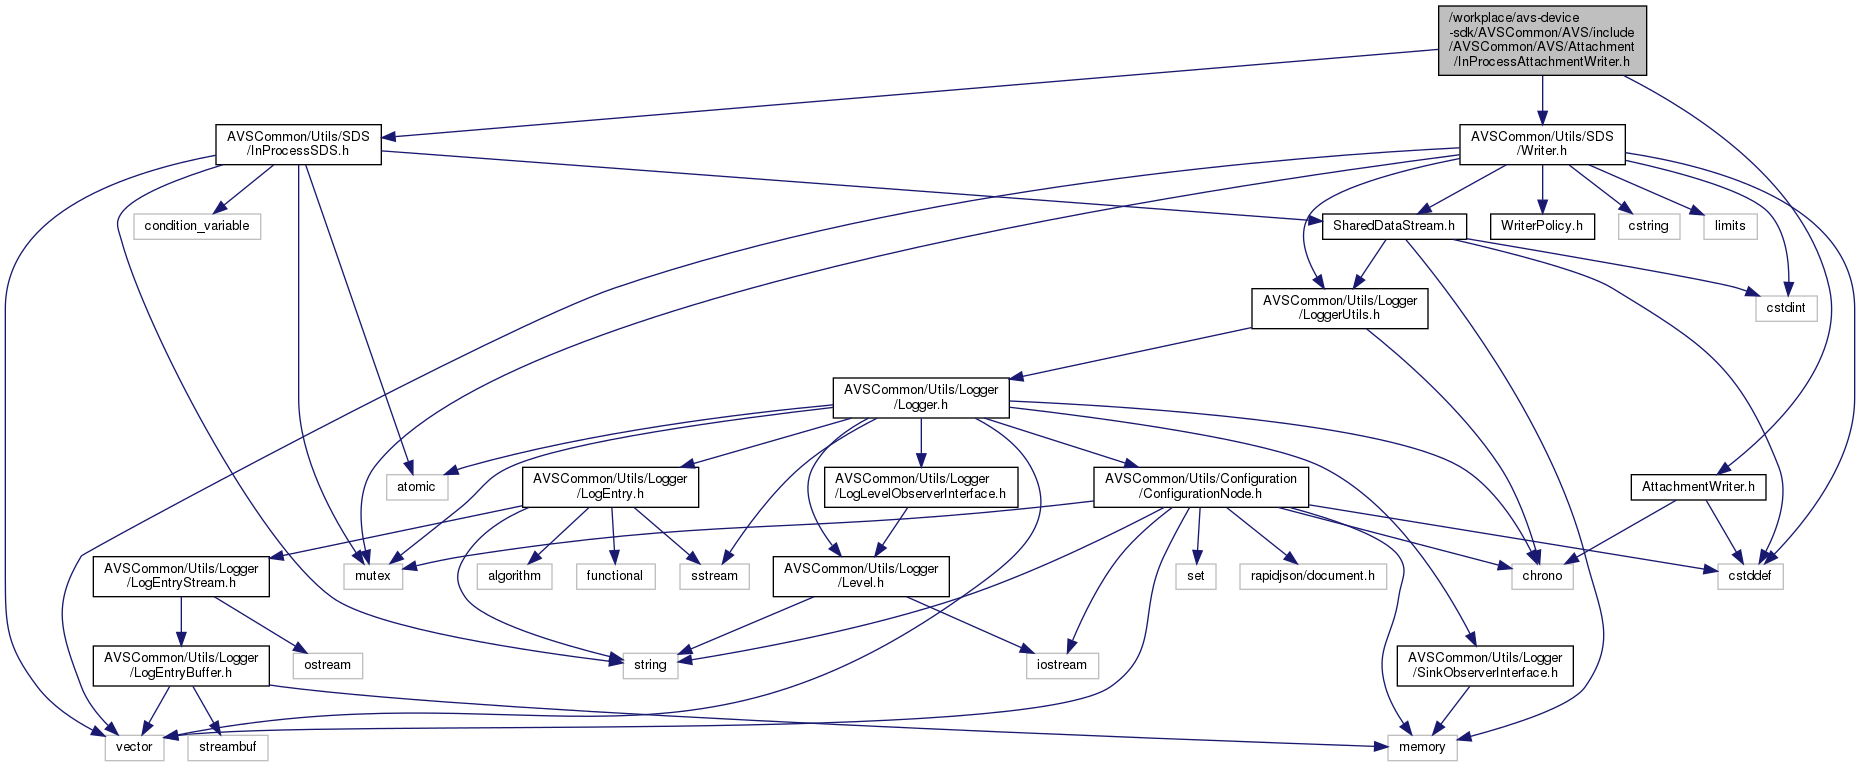 /workplace/avs-device
-sdk/AVSCommon/AVS/include
/AVSCommon/AVS/Attachment
/InProcessAttachmentWriter.h
AVSCommon/Utils/SDS
/InProcessSDS.h
AVSCommon/Utils/SDS
/Writer.h
condition_variable
SharedDataStream.h
WriterPolicy.h
cstring
limits
AVSCommon/Utils/Logger
/LoggerUtils.h
cstdint
AVSCommon/Utils/Logger
/Logger.h
atomic
AVSCommon/Utils/Logger
/LogEntry.h
AVSCommon/Utils/Logger
/LogLevelObserverInterface.h
AVSCommon/Utils/Configuration
/ConfigurationNode.h
AttachmentWriter.h
AVSCommon/Utils/Logger
/LogEntryStream.h
mutex
algorithm
functional
sstream
AVSCommon/Utils/Logger
/Level.h
set
rapidjson/document.h
chrono
cstddef
AVSCommon/Utils/Logger
/LogEntryBuffer.h
ostream
string
iostream
AVSCommon/Utils/Logger
/SinkObserverInterface.h
vector
streambuf
memory